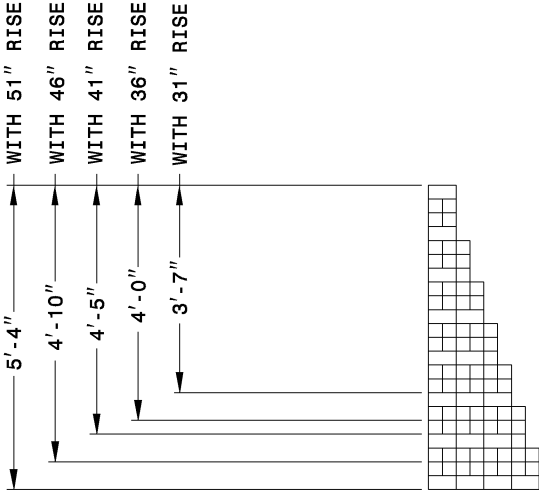 WITH 51" RISE
WITH 46" RISE
WITH 41" RISE
WITH 36" RISE
WITH 31" RISE
5'-4"
4'-10"
4'-5"
4'-0"
3'-7"